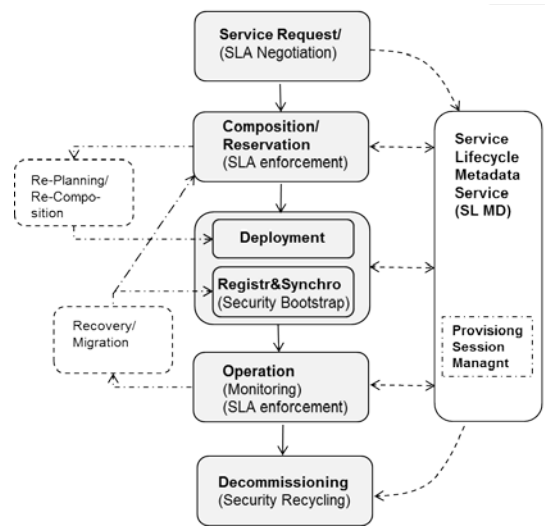 Service Request/
(SLA Negotiation)
Composition/
Reservation
(SLA enforcement)
Service
Lifecycle
Metadata
Service
(SL MD)
Re-Planning/
Re-Compo-
sition
Deployment
Registr&Synchro
(Security Bootstrap)
Recovery/
Migration
Provisiong
Session
Managnt
Operation
(Monitoring)
(SLA enforcement)
Decommissioning
(Security Recycling)